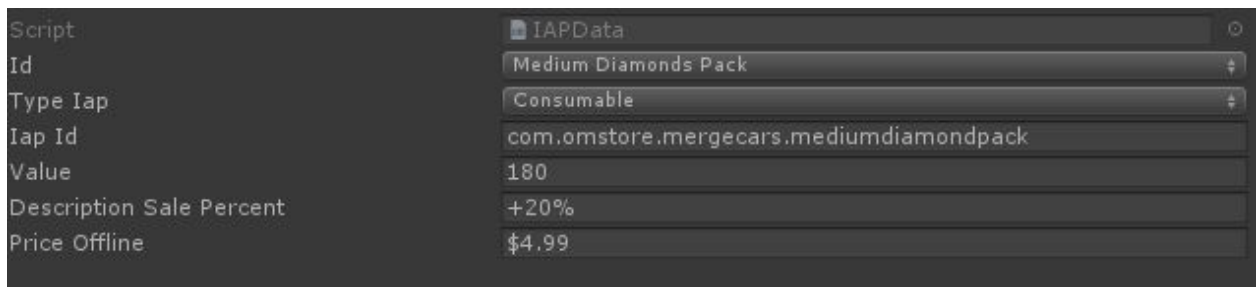 Script IAPData
Id Medium Diamonds Pack
Type Iap Consumable
Iap Id com.omstore.mergecars.mediumdiamondpack
Value 180
Description Sale Percent +20%
Price Offline $4.99